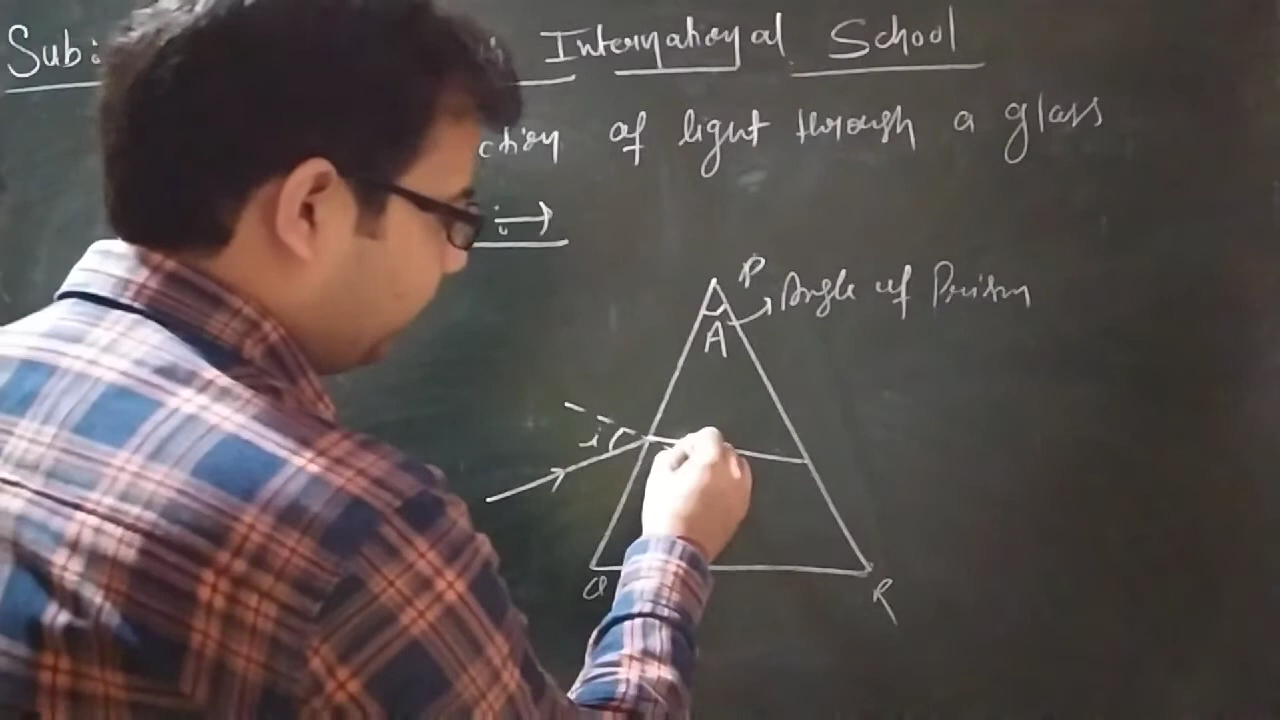 Sub: International School
ction of light through a glass
:→
P
Angle of Prism
A
i
Q
R